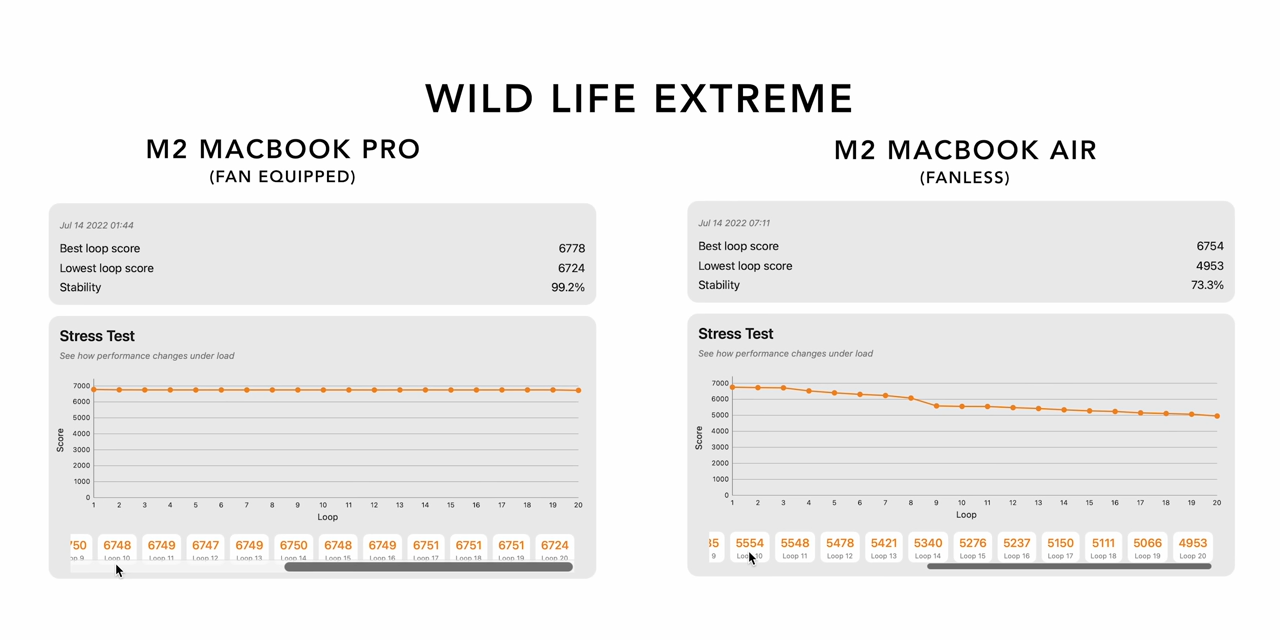 WILD LIFE EXTREME
M2 MACBOOK PRO
(FAN EQUIPPED)
Jul 14 2022 01:44
Best loop score 6778
Lowest loop score 6724
Stability 99.2%
Stress Test
See how performance changes under load
7000
6000
5000
4000
3000
2000
1000
0
Score
1 2 3 4 5 6 7 8 9 10 11 12 13 14 15 16 17 18 19 20
Loop
750 6748 6749 6747 6749 6750 6748 6749 6751 6751 6751 6724
op 9 Loop 10 Loop 11 Loop 12 Loop 13 Loop 14 Loop 15 Loop 16 Loop 17 Loop 18 Loop 19 Loop 20
M2 MACBOOK AIR
(FANLESS)
Jul 14 2022 07:11
Best loop score 6754
Lowest loop score 4953
Stability 73.3%
Stress Test
See how performance changes under load
7000
6000
5000
4000
3000
2000
1000
0
Score
1 2 3 4 5 6 7 8 9 10 11 12 13 14 15 16 17 18 19 20
Loop
35 5554 5548 5478 5421 5340 5276 5237 5150 5111 5066 4953
9 Loop 10 Loop 11 Loop 12 Loop 13 Loop 14 Loop 15 Loop 16 Loop 17 Loop 18 Loop 19 Loop 20